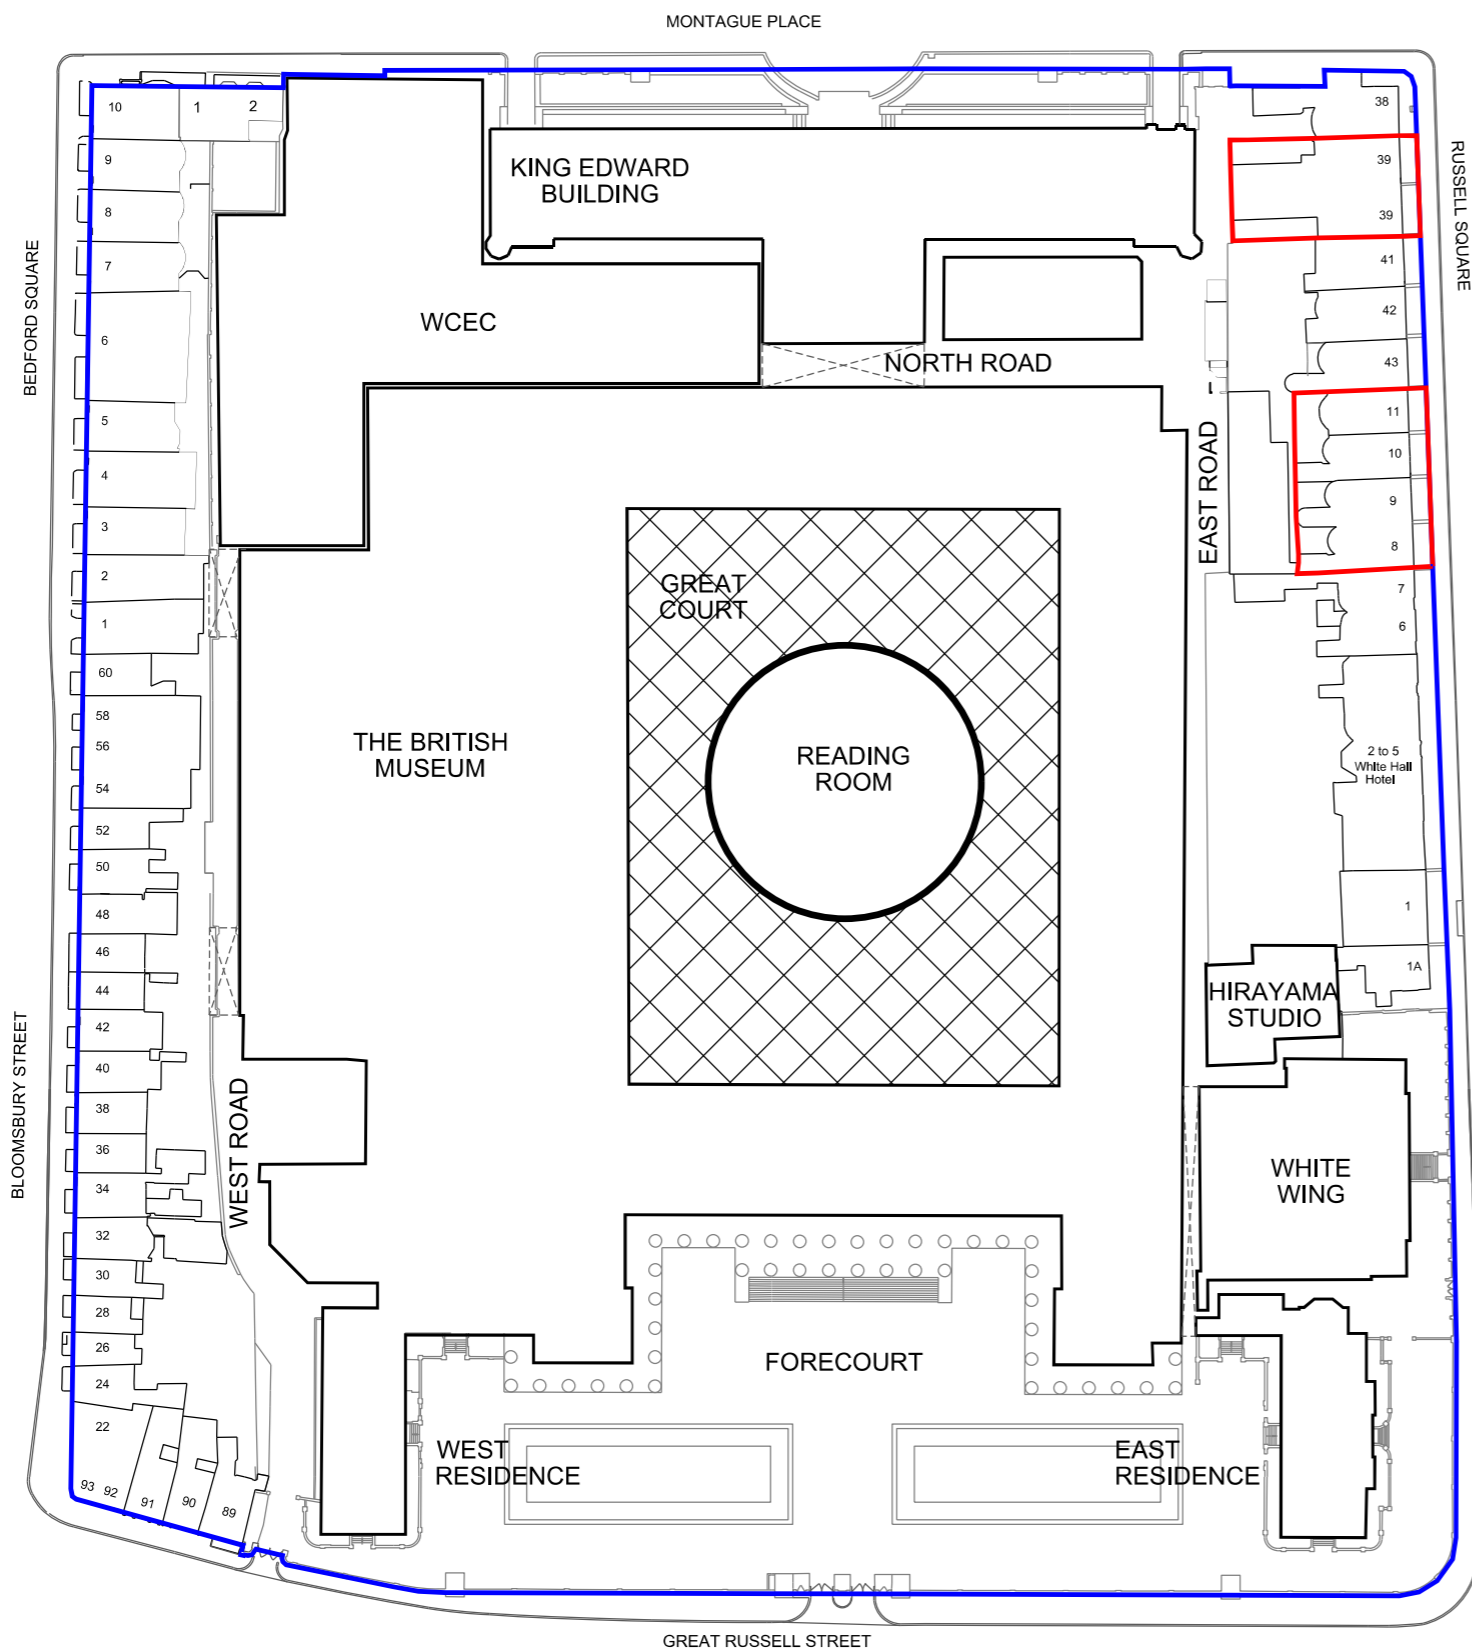 MONTAGUE PLACE
BEDFORD SQUARE
BLOOMSBURY STREET
10
1
2
9
8
7
6
5
4
3
2
1
60
58
56
54
52
50
48
46
44
42
40
38
36
34
32
30
28
26
24
22
93
92
91
90
89
KING EDWARD
BUILDING
WCEC
NORTH ROAD
GREAT
COURT
READING
ROOM
THE BRITISH
MUSEUM
WEST ROAD
EAST ROAD
FORECOURT
WEST
RESIDENCE
EAST
RESIDENCE
38
39
39
41
42
43
11
10
9
8
7
6
2 to 5
White Hall
Hotel
1
1A
HIRAYAMA
STUDIO
WHITE
WING
RUSSELL SQUARE
GREAT RUSSELL STREET